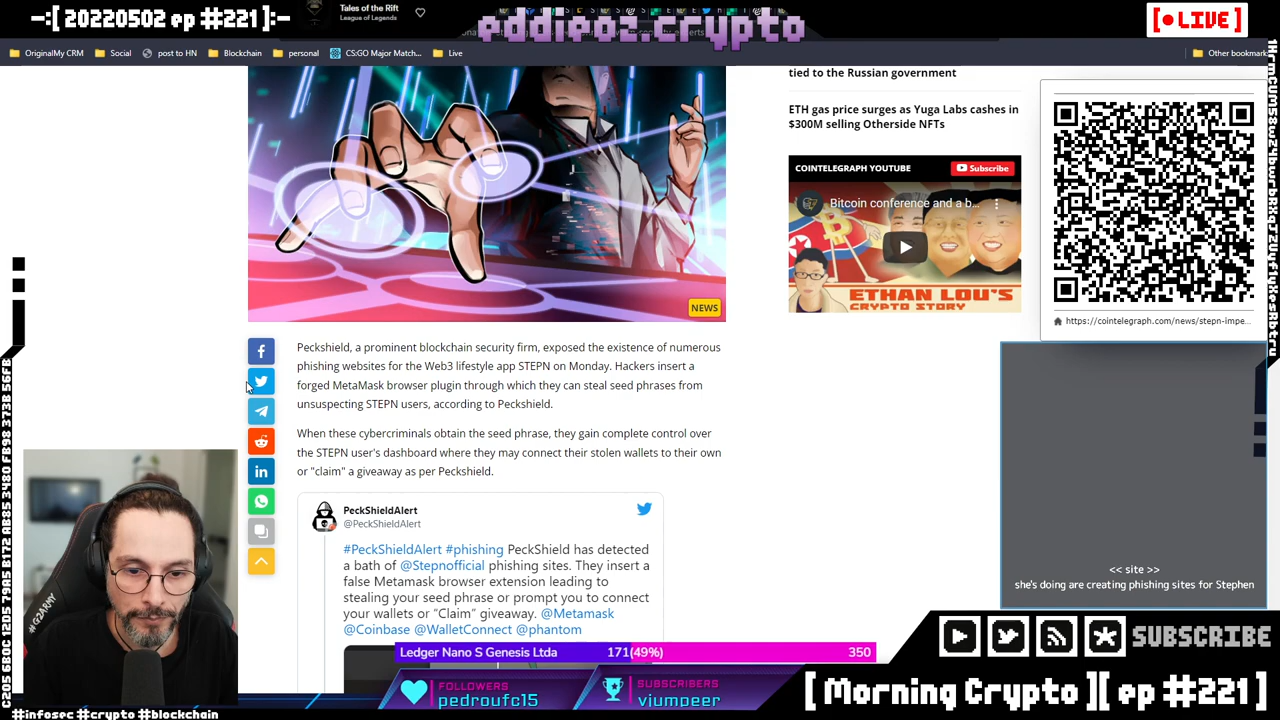 -:[ 20220502 ep #221 ]:-
Tales of the Rift
League of Legends
eddieoz.crypto
[ LIVE ]
OriginalMy CRM
Social
post to HN
Blockchain
personal
CS:GO Major Match...
Live
Other bookmark
tied to the Russian government
ETH gas price surges as Yuga Labs cashes in
$300M selling Otherside NFTs
COINTELEGRAPH YOUTUBE
Subscribe
Bitcoin conference and a b...
ETHAN LOU'S
CRYPTO STORY
https://cointelegraph.com/news/stepn-impe...
NEWS
Peckshield, a prominent blockchain security firm, exposed the existence of numerous
phishing websites for the Web3 lifestyle app STEPN on Monday. Hackers insert a
forged MetaMask browser plugin through which they can steal seed phrases from
unsuspecting STEPN users, according to Peckshield.
When these cybercriminals obtain the seed phrase, they gain complete control over
the STEPN user's dashboard where they may connect their stolen wallets to their own
or "claim" a giveaway as per Peckshield.
PeckShieldAlert
@PeckShieldAlert
#PeckShieldAlert #phishing PeckShield has detected
a bath of @Stepnofficial phishing sites. They insert a
false Metamask browser extension leading to
stealing your seed phrase or prompt you to connect
your wallets or "Claim" giveaway. @Metamask
@Coinbase @WalletConnect @phantom
<< site >>
she's doing are creating phishing sites for Stephen
Ledger Nano S Genesis Ltda
171(49%)
350
FOLLOWERS
pedroufc15
SUBSCRIBERS
vjumpeer
SUBSCRIBE
[ Morning Crypto ][ ep #221 ]
#infosec #crypto #blockchain